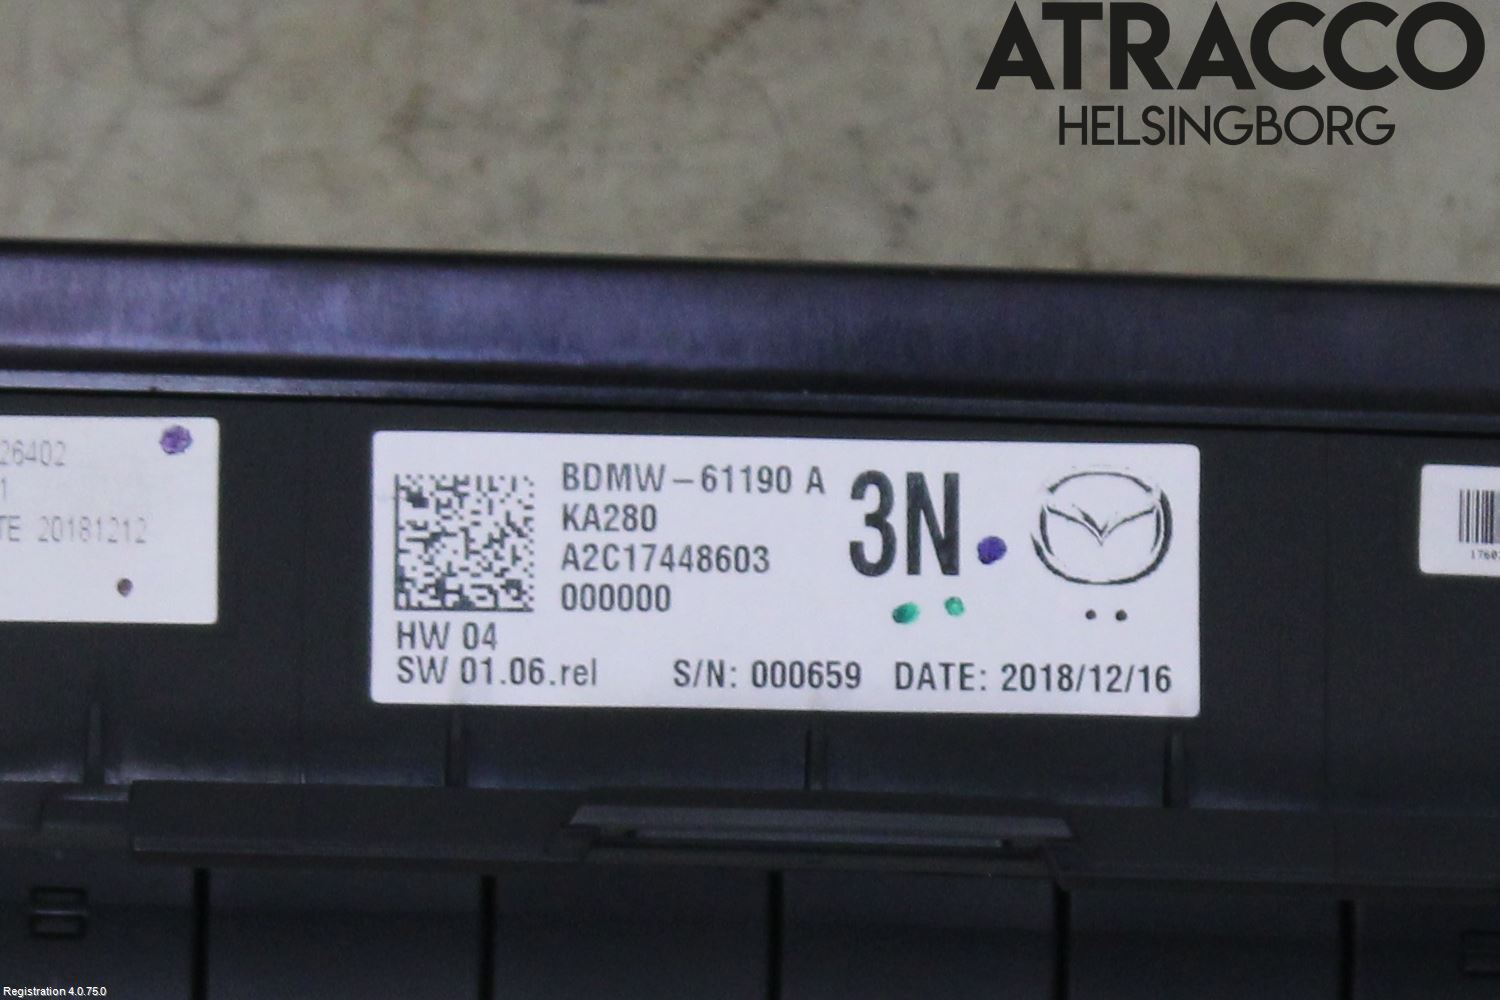 ATRACCO
HELSINGBORG
26402
1
TE 20181212
BDMW-61190 A
KA280
A2C17448603
000000
3N
HW 04
SW 01.06.rel S/N: 000659 DATE: 2018/12/16
Registration 4.0.75.0